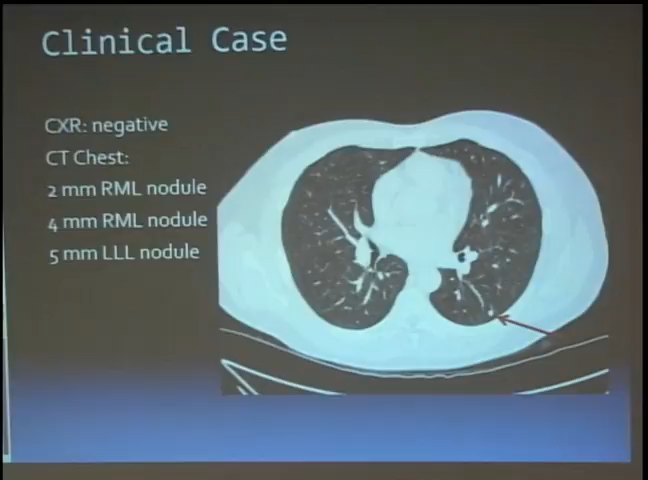 Clinical Case
CXR: negative
CT Chest:
2 mm RML nodule
4 mm RML nodule
5 mm LLL nodule